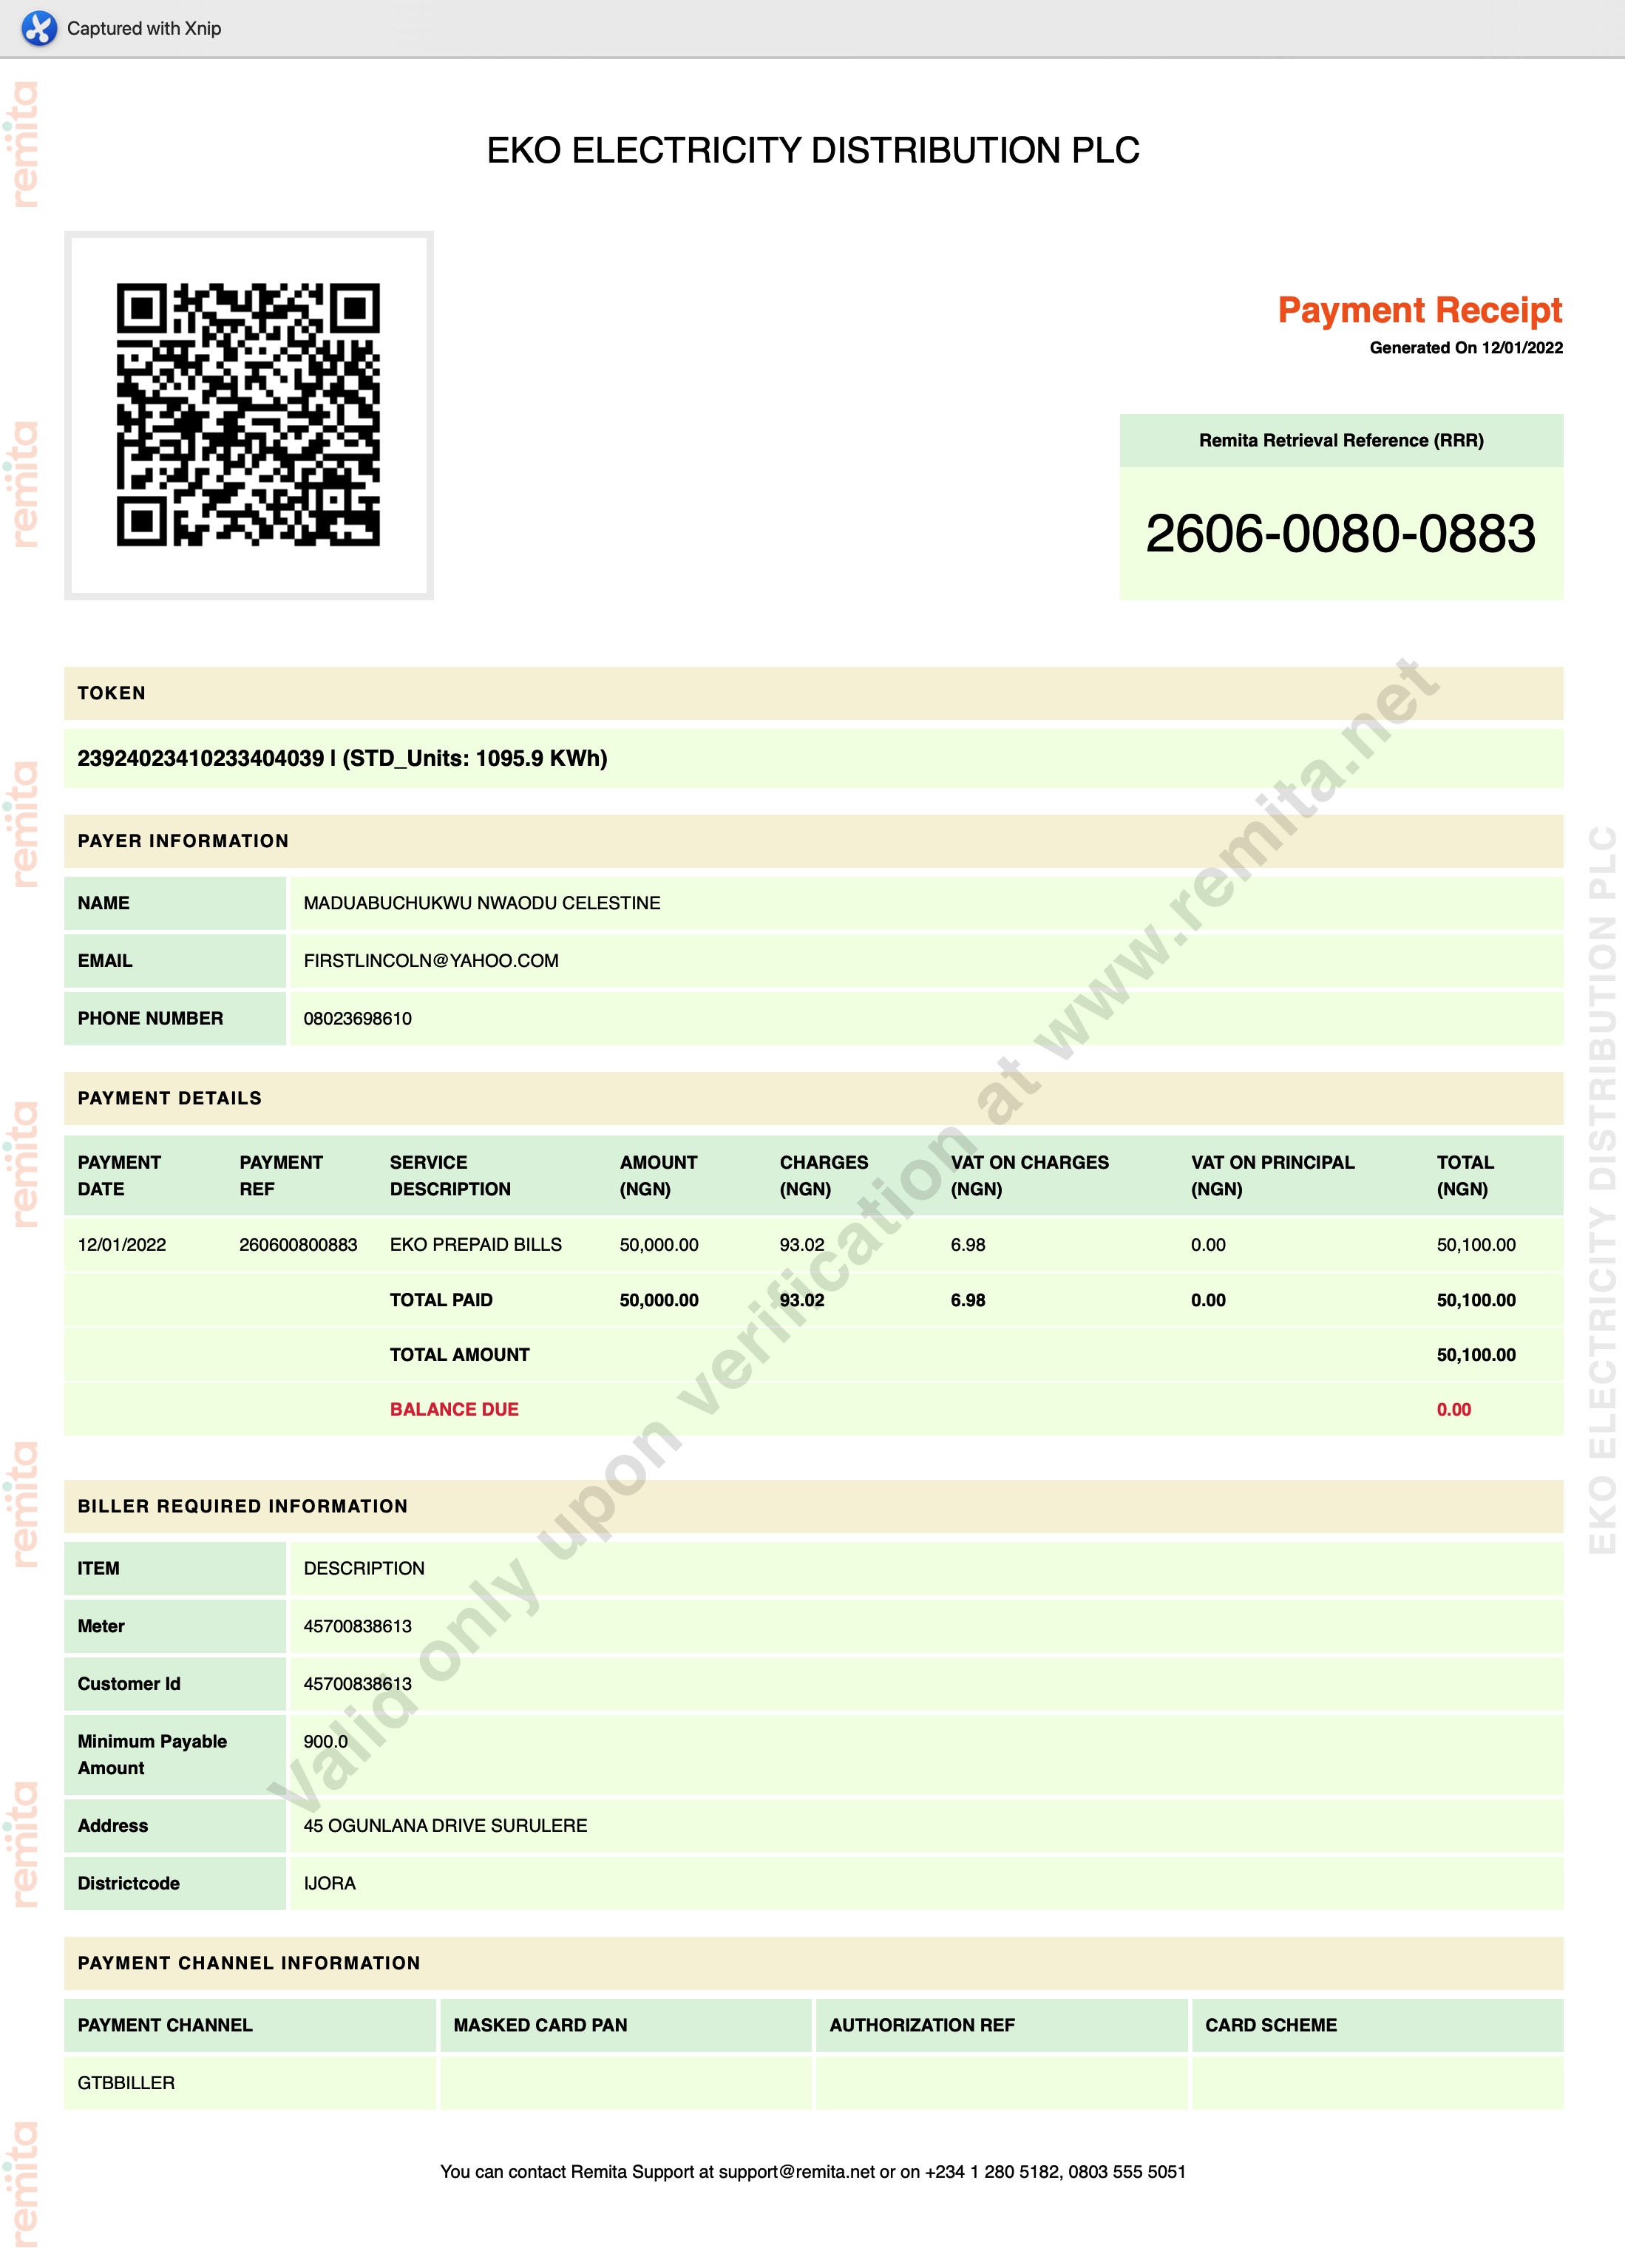 Captured with Xnip
EKO ELECTRICITY DISTRIBUTION PLC
Payment Receipt
Generated On 12/01/2022
Remita Retrieval Reference (RRR)
2606-0080-0883
TOKEN
23924023410233404039 | (STD_Units: 1095.9 KWh)
PAYER INFORMATION
NAME MADUABUCHUKWU NWAODU CELESTINE
EMAIL FIRSTLINCOLN@YAHOO.COM
PHONE NUMBER 08023698610
PAYMENT DETAILS
PAYMENT DATE PAYMENT REF SERVICE DESCRIPTION AMOUNT (NGN) CHARGES (NGN) VAT ON CHARGES (NGN) VAT ON PRINCIPAL (NGN) TOTAL (NGN)
12/01/2022 260600800883 EKO PREPAID BILLS 50,000.00 93.02 6.98 0.00 50,100.00
TOTAL PAID 50,000.00 93.02 6.98 0.00 50,100.00
TOTAL AMOUNT 50,100.00
BALANCE DUE 0.00
BILLER REQUIRED INFORMATION
ITEM DESCRIPTION
Meter 45700838613
Customer Id 45700838613
Minimum Payable Amount 900.0
Address 45 OGUNLANA DRIVE SURULERE
Districtcode IJORA
PAYMENT CHANNEL INFORMATION
PAYMENT CHANNEL MASKED CARD PAN AUTHORIZATION REF CARD SCHEME
GTBBILLER
You can contact Remita Support at support@remita.net or on +234 1 280 5182, 0803 555 5051
Valid only upon verification at www.remita.net
EKO ELECTRICITY DISTRIBUTION PLC
remita
remita
remita
remita
remita
remita
remita